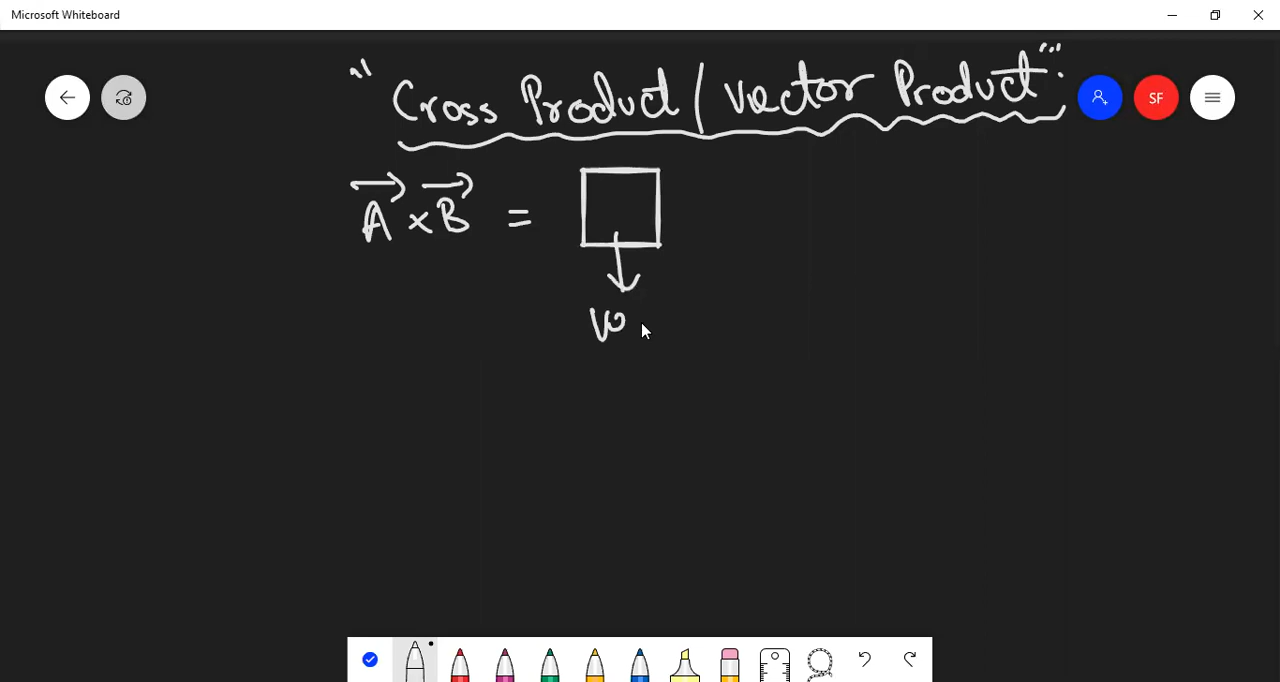 Microsoft Whiteboard
"Cross Product / Vector Product"
SF
A⃗ × B⃗ =